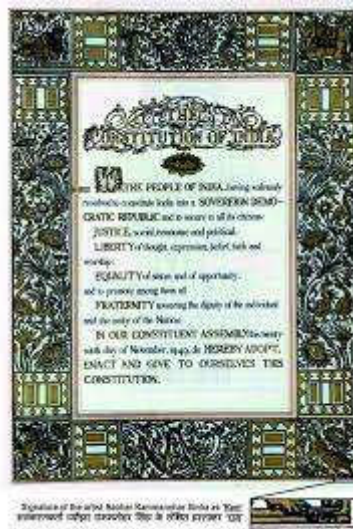 THE
CONSTITUTION OF INDIA
WE, THE PEOPLE OF INDIA, having solemnly
resolved to constitute India into a SOVEREIGN DEMO-
CRATIC REPUBLIC and to secure to all its citizens:
JUSTICE, social, economic and political;
LIBERTY of thought, expression, belief, faith and
worship;
EQUALITY of status and of opportunity;
and to promote among them all
FRATERNITY assuring the dignity of the individual
and the unity of the Nation;
IN OUR CONSTITUENT ASSEMBLY this twenty
sixth day of November, 1949, do HEREBY ADOPT,
ENACT AND GIVE TO OURSELVES THIS
CONSTITUTION.
Signature of the artist Beohar Rammanohar Sinha as 'Ram'